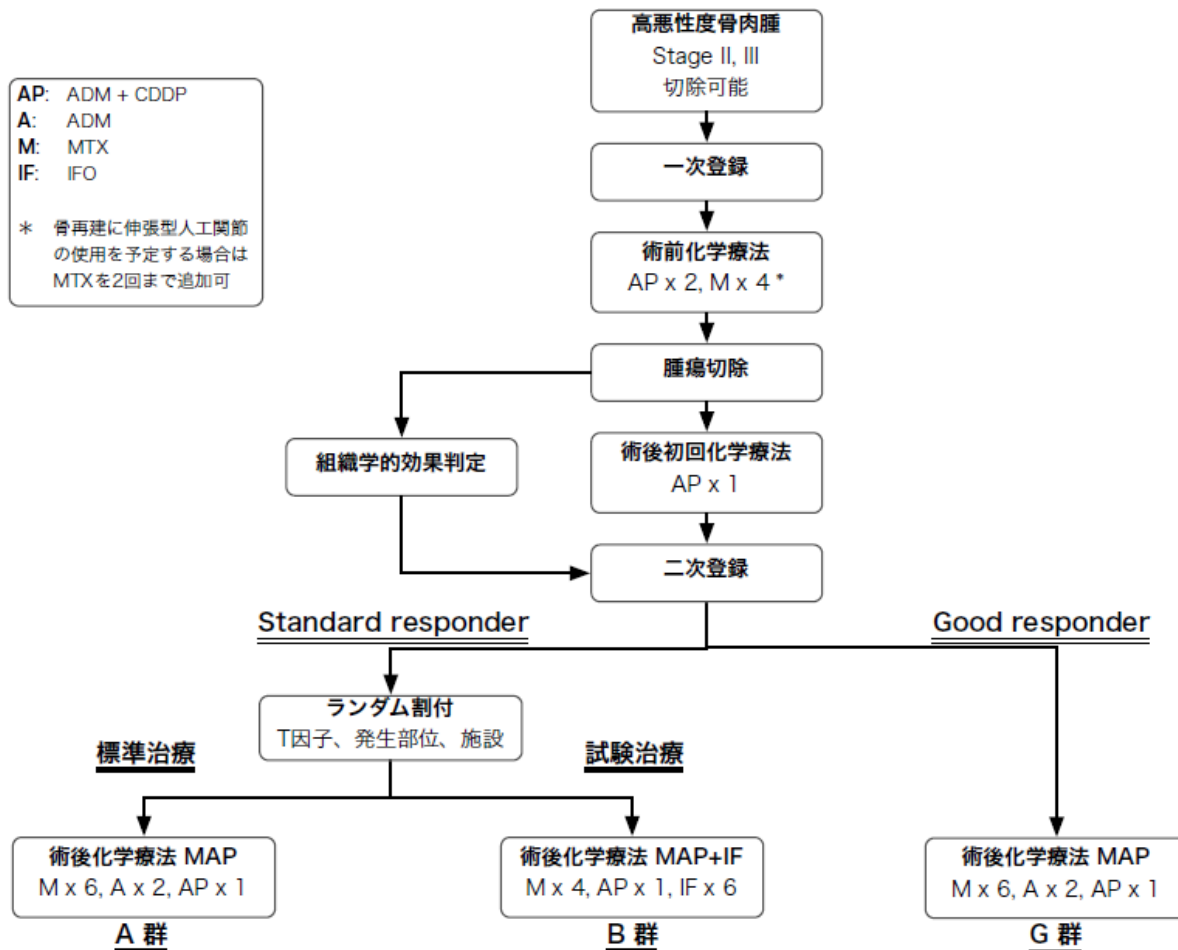 高悪性度骨肉腫
Stage II, III
切除可能
AP: ADM + CDDP
A: ADM
M: MTX
IF: IFO
* 骨再建に伸張型人工関節
の使用を予定する場合は
MTXを2回まで追加可
一次登録
術前化学療法
AP x 2, M x 4 *
腫瘍切除
組織学的効果判定
術後初回化学療法
AP x 1
二次登録
Standard responder
Good responder
ランダム割付
T因子、発生部位、施設
標準治療
試験治療
術後化学療法 MAP
M x 6, A x 2, AP x 1
A 群
術後化学療法 MAP+IF
M x 4, AP x 1, IF x 6
B 群
術後化学療法 MAP
M x 6, A x 2, AP x 1
G 群